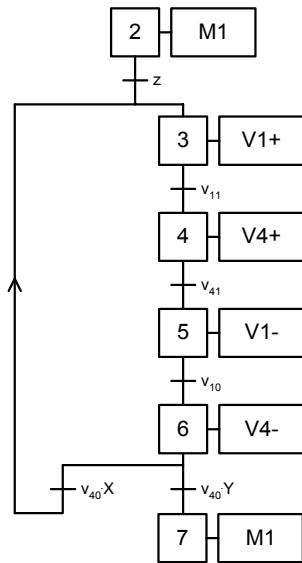 2 M1
z
3 V1+
v₁₁
4 V4+
v₄₁
5 V1-
v₁₀
6 V4-
v₄₀·X v₄₀·Y
7 M1